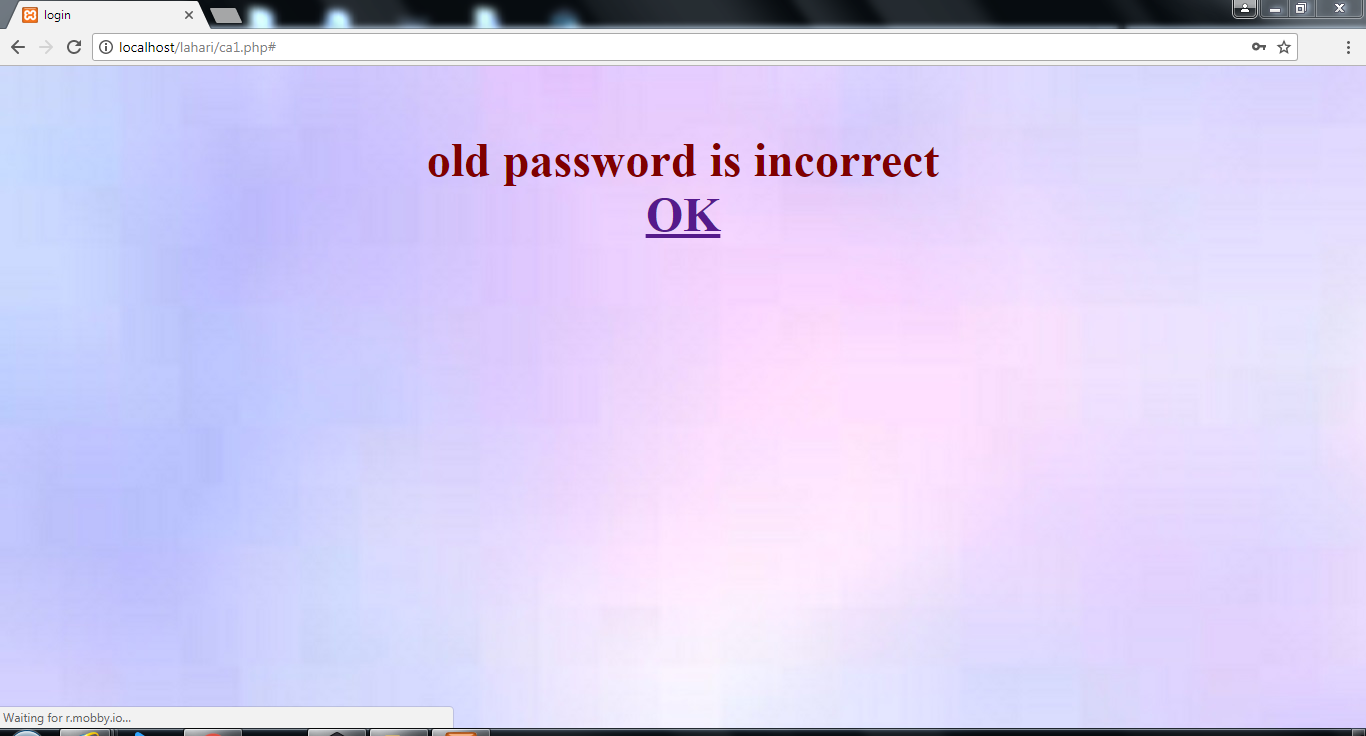 login
localhost/lahari/ca1.php#
old password is incorrect
OK
Waiting for r.mobby.io...